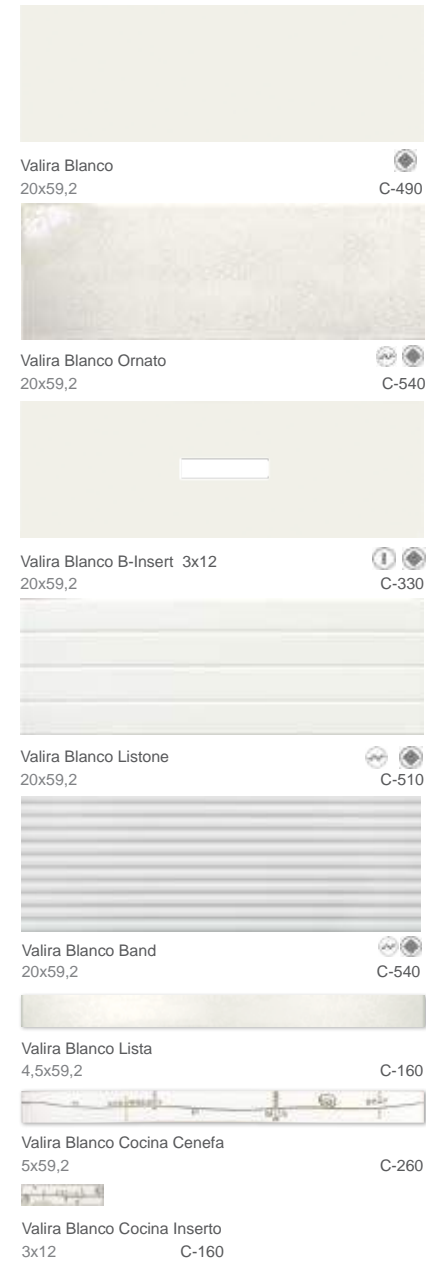 Valira Blanco
20x59,2 C-490
Valira Blanco Ornato
20x59,2 C-540
Valira Blanco B-Insert 3x12
20x59,2 C-330
Valira Blanco Listone
20x59,2 C-510
Valira Blanco Band
20x59,2 C-540
Valira Blanco Lista
4,5x59,2 C-160
Valira Blanco Cocina Cenefa
5x59,2 C-260
Valira Blanco Cocina Inserto
3x12 C-160